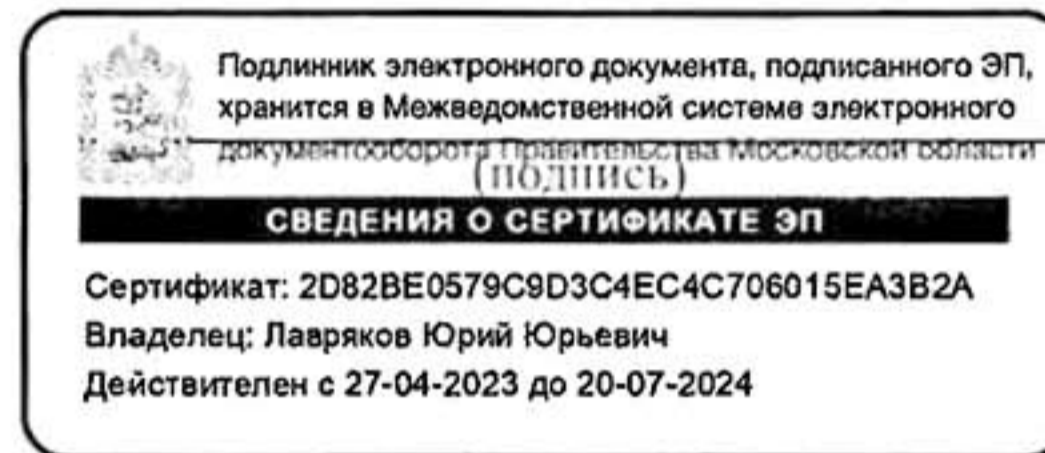 Подлинник электронного документа, подписанного ЭП,
хранится в Межведомственной системе электронного
документооборота Правительства Московской области
(подпись)
СВЕДЕНИЯ О СЕРТИФИКАТЕ ЭП
Сертификат: 2D82BE0579C9D3C4EC4C706015EA3B2A
Владелец: Лавряков Юрий Юрьевич
Действителен с 27-04-2023 до 20-07-2024